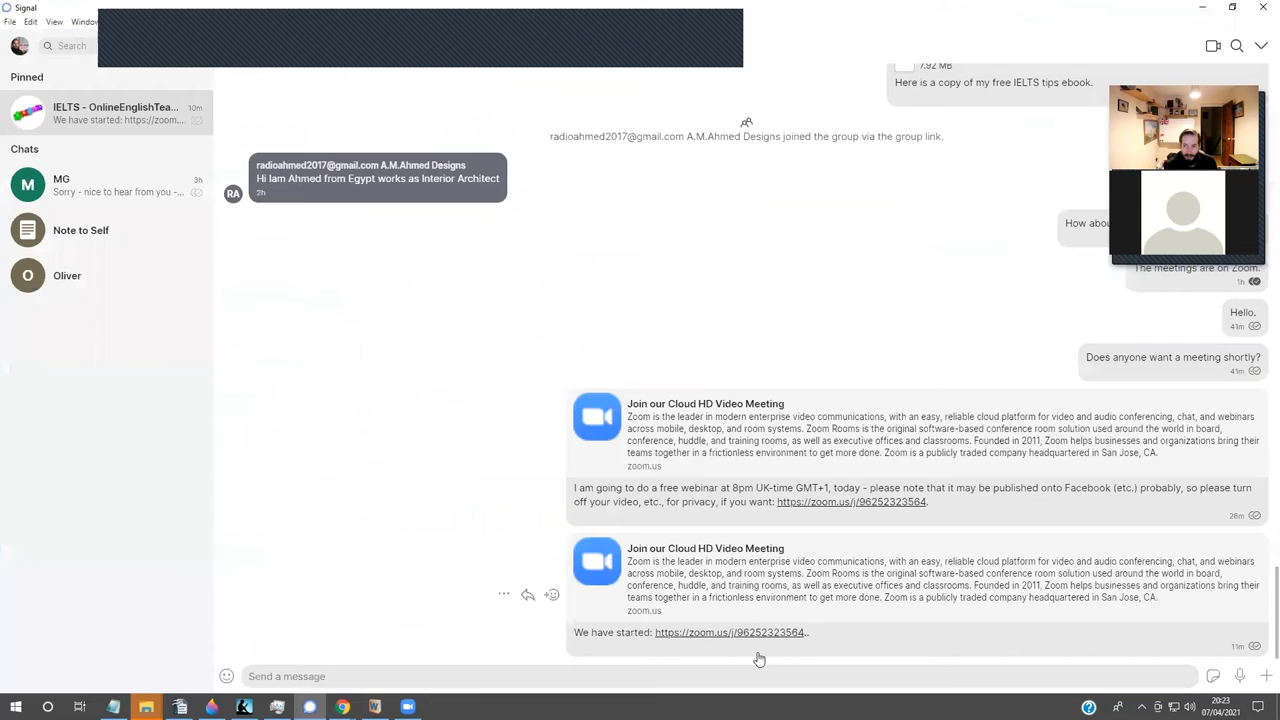 Signal
File Edit View Window
Search
Pinned
IELTS - OnlineEnglishTea... 10m
We have started: https://zoom....
Chats
M
MG 3h
Sorry - nice to hear from you -...
Note to Self
O
Oliver
7.92 MB
Here is a copy of my free IELTS tips ebook.
radioahmed2017@gmail.com A.M.Ahmed Designs joined the group via the group link.
radioahmed2017@gmail.com A.M.Ahmed Designs
Hi Iam Ahmed from Egypt works as Interior Architect
2h
RA
How abou
The meetings are on Zoom.
1h
Hello.
41m
Does anyone want a meeting shortly?
41m
Join our Cloud HD Video Meeting
Zoom is the leader in modern enterprise video communications, with an easy, reliable cloud platform for video and audio conferencing, chat, and webinars
across mobile, desktop, and room systems. Zoom Rooms is the original software-based conference room solution used around the world in board,
conference, huddle, and training rooms, as well as executive offices and classrooms. Founded in 2011, Zoom helps businesses and organizations bring their
teams together in a frictionless environment to get more done. Zoom is a publicly traded company headquartered in San Jose, CA.
zoom.us
I am going to do a free webinar at 8pm UK-time GMT+1, today - please note that it may be published onto Facebook (etc.) probably, so please turn
off your video, etc., for privacy, if you want: https://zoom.us/j/96252323564.
28m
Join our Cloud HD Video Meeting
Zoom is the leader in modern enterprise video communications, with an easy, reliable cloud platform for video and audio conferencing, chat, and webinars
across mobile, desktop, and room systems. Zoom Rooms is the original software-based conference room solution used around the world in board,
conference, huddle, and training rooms, as well as executive offices and classrooms. Founded in 2011, Zoom helps businesses and organizations bring their
teams together in a frictionless environment to get more done. Zoom is a publicly traded company headquartered in San Jose, CA.
zoom.us
We have started: https://zoom.us/j/96252323564..
11m
Send a message
20:23
07/04/2021